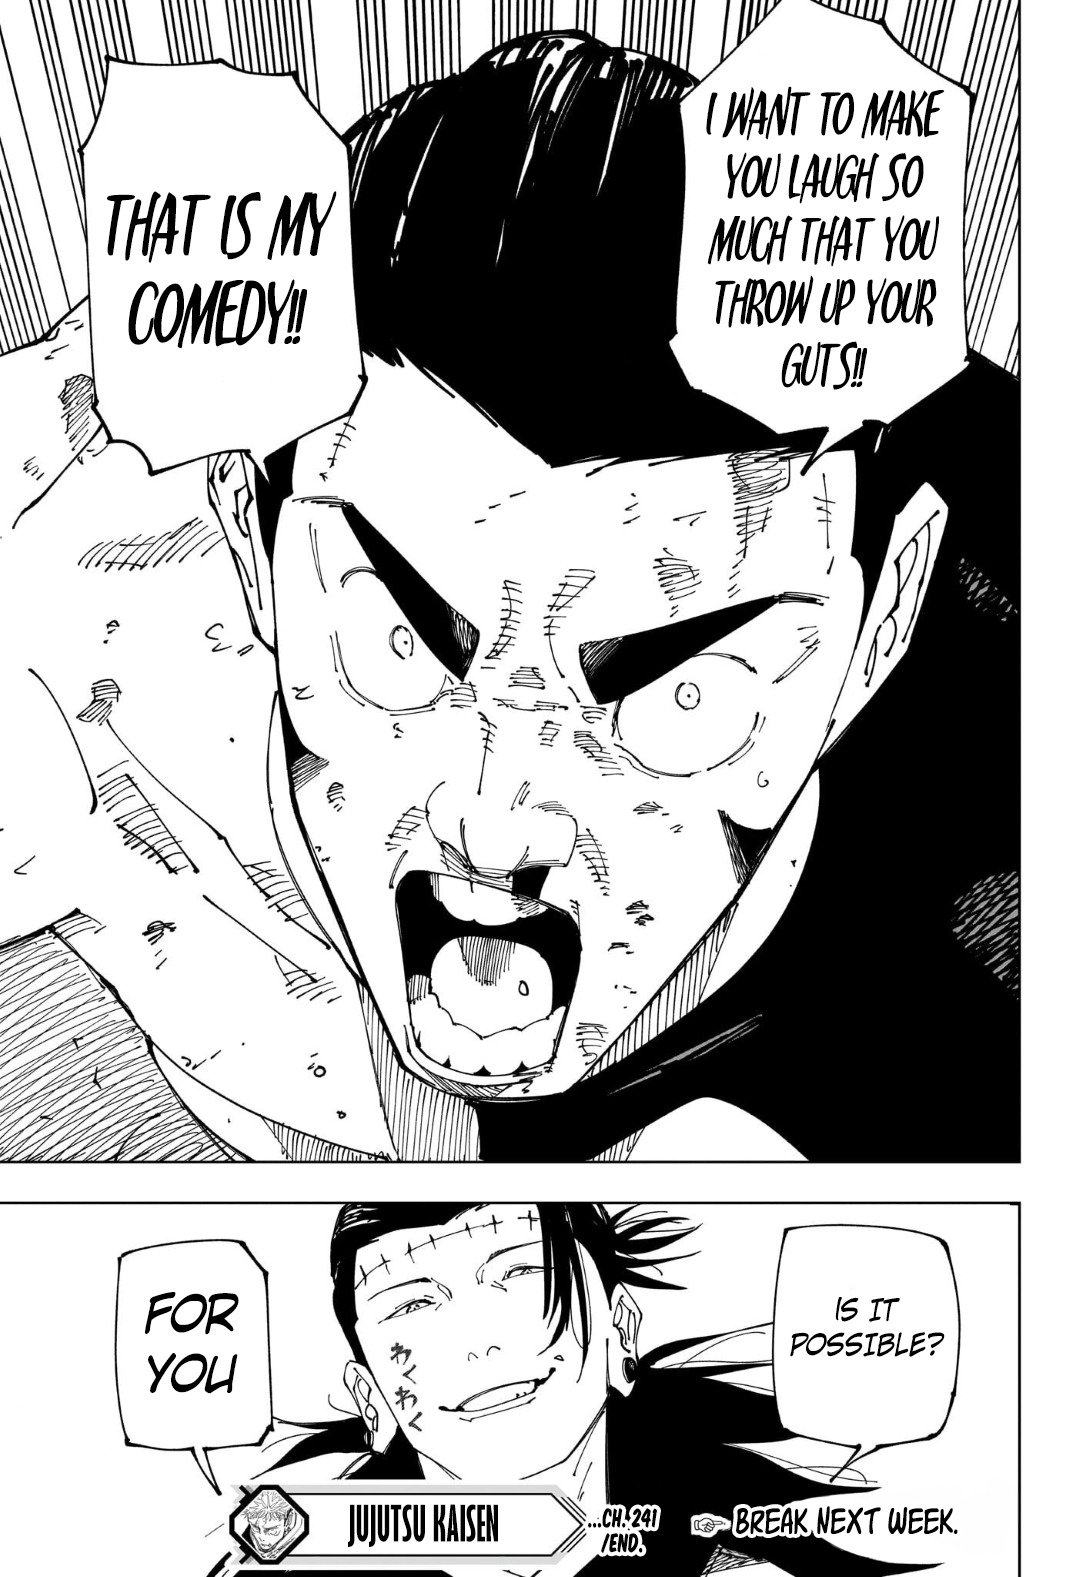 I WANT TO MAKE
YOU LAUGH SO
MUCH THAT YOU
THROW UP YOUR
GUTS!!
THAT IS MY
COMEDY!!
IS IT
POSSIBLE?
わくわく
FOR
YOU
JUJUTSU KAISEN
...CH. 241
/END.
☞ BREAK NEXT WEEK.